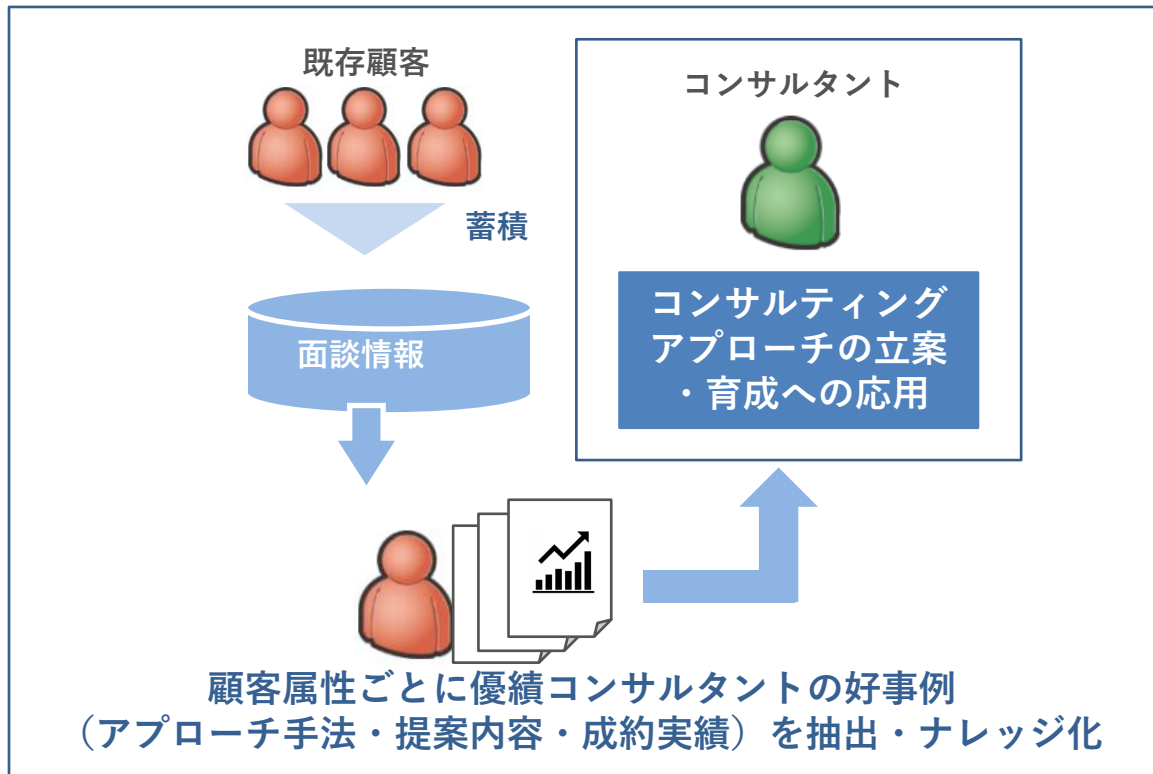 既存顧客
コンサルタント
蓄積
コンサルティング
アプローチの立案
・育成への応用
面談情報
顧客属性ごとに優績コンサルタントの好事例
（アプローチ手法・提案内容・成約実績）を抽出・ナレッジ化